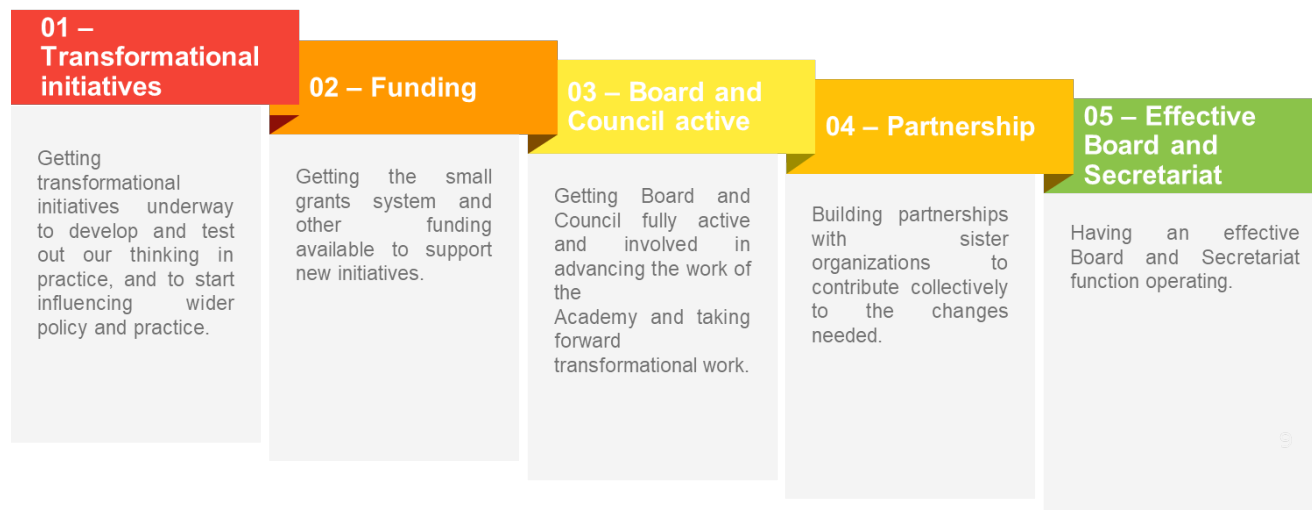 01 –
Transformational
initiatives
Getting
transformational
initiatives underway
to develop and test
out our thinking in
practice, and to start
influencing wider
policy and practice.
02 – Funding
Getting the small
grants system and
other funding
available to support
new initiatives.
03 – Board and
Council active
Getting Board and
Council fully active
and involved in
advancing the work of
the
Academy and taking
forward
transformational work.
04 – Partnership
Building partnerships
with sister
organizations to
contribute collectively
to the changes
needed.
05 – Effective
Board and
Secretariat
Having an effective
Board and Secretariat
function operating.
9